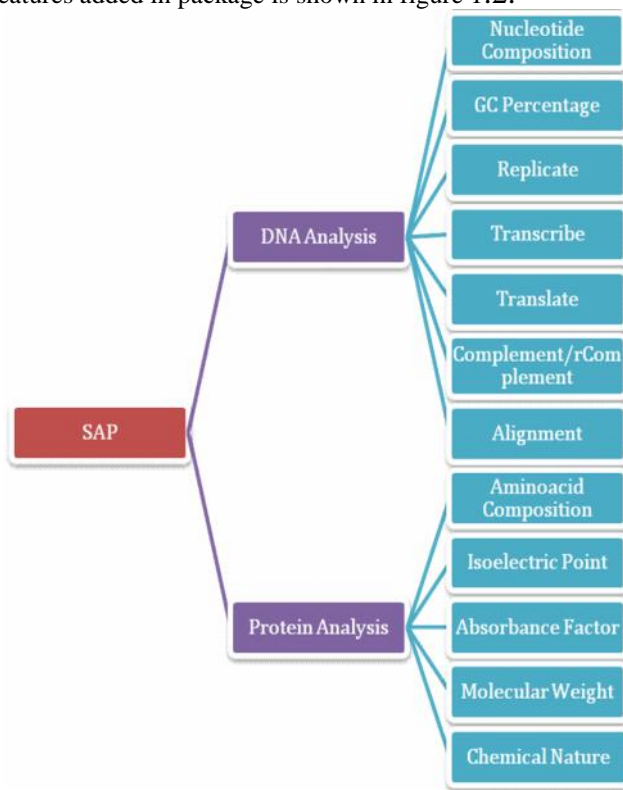 eatures added in package is shown in figure 1.2.
Nucleotide
Composition
GC Percentage
Replicate
DNA Analysis
Transcribe
Translate
Complement/rCom
plement
SAP
Alignment
Aminoacid
Composition
Isoelectric Point
Protein Analysis
Absorbance Factor
Molecular Weight
Chemical Nature